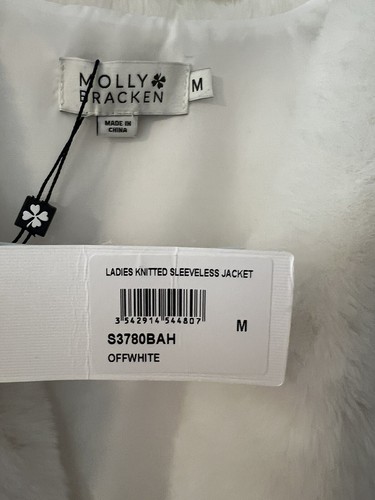 MOLLY
BRACKEN
M
MADE IN
CHINA
LADIES KNITTED SLEEVELESS JACKET
3 542914 544807
M
S3780BAH
OFFWHITE